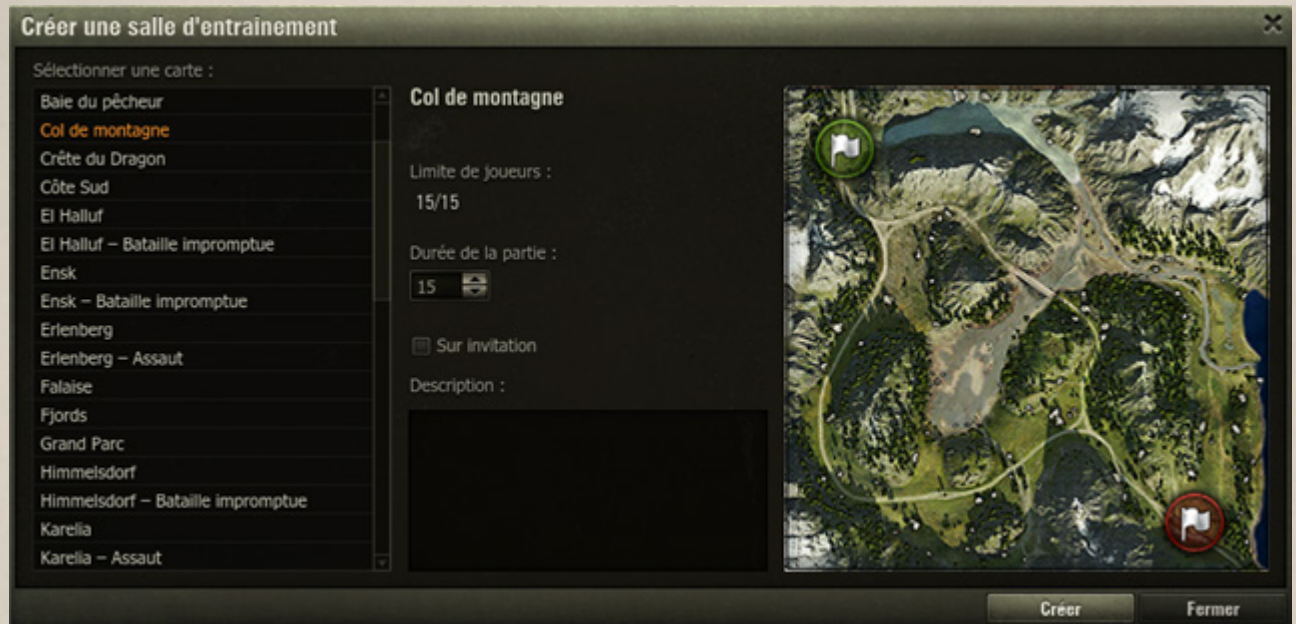 Créer une salle d'entraînement
Sélectionner une carte :
Baie du pêcheur
Col de montagne
Crête du Dragon
Côte Sud
El Halluf
El Halluf – Bataille impromptue
Ensk
Ensk – Bataille impromptue
Erlenberg
Erlenberg – Assaut
Falaise
Fjords
Grand Parc
Himmelsdorf
Himmelsdorf – Bataille impromptue
Karelia
Karelia – Assaut
Col de montagne
Limite de joueurs :
15/15
Durée de la partie :
15
Sur invitation
Description :
Créer
Fermer